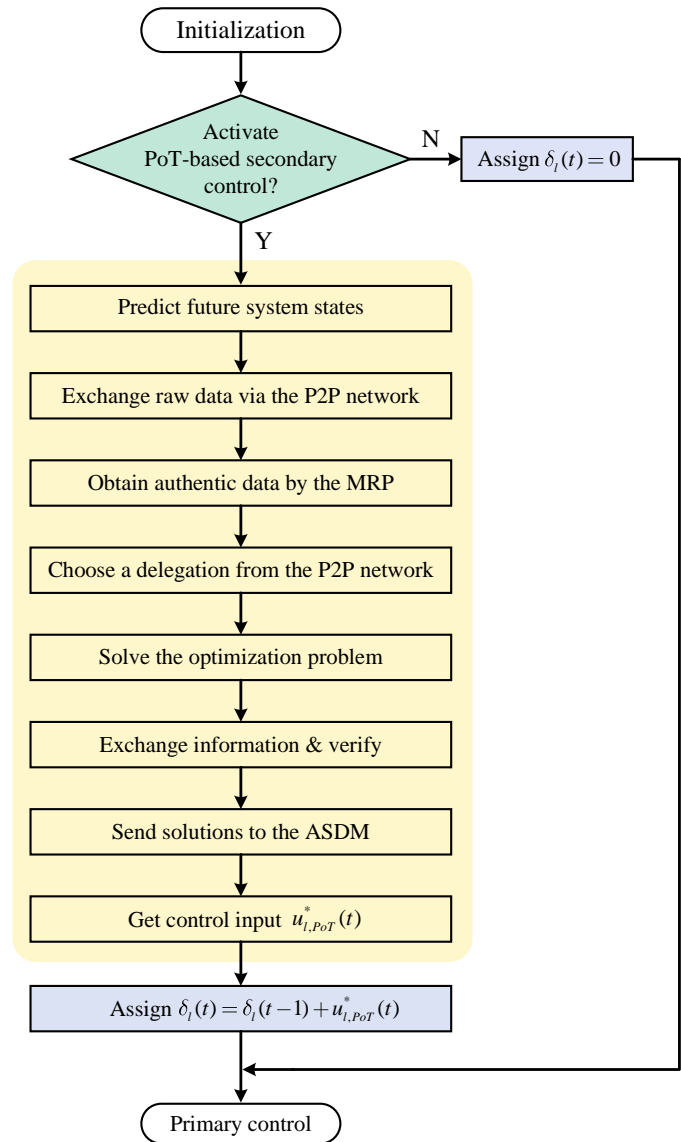 Initialization
Activate
PoT-based secondary
control?
N
Assign δ_l(t) = 0
Y
Predict future system states
Exchange raw data via the P2P network
Obtain authentic data by the MRP
Choose a delegation from the P2P network
Solve the optimization problem
Exchange information & verify
Send solutions to the ASDM
Get control input u*_{l,PoT}(t)
Assign δ_l(t) = δ_l(t−1) + u*_{l,PoT}(t)
Primary control